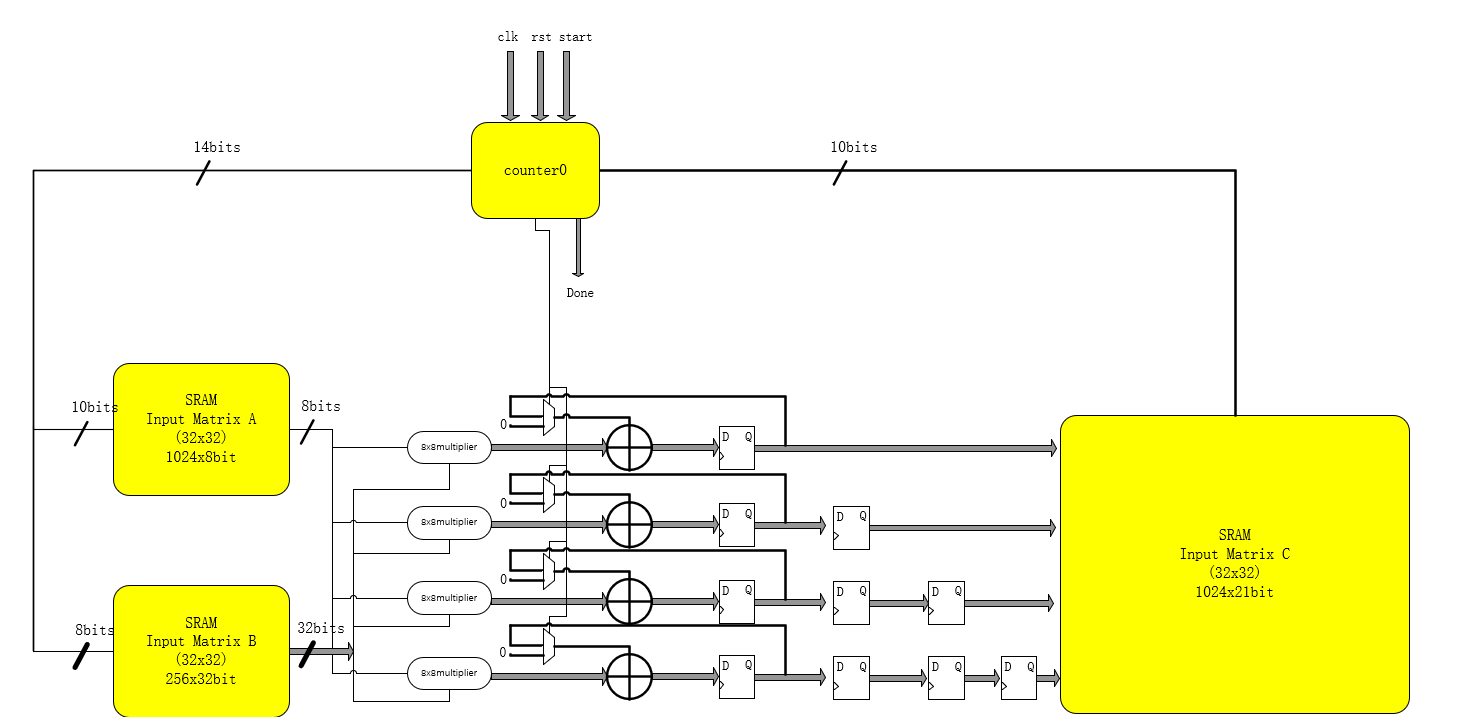 clk rst start
14bits
10bits
counter0
Done
10bits
SRAM
Input Matrix A
(32x32)
1024x8bit
8bits
0
8x8multiplier
D Q
0
8x8multiplier
D Q
D Q
SRAM
Input Matrix C
(32x32)
1024x21bit
0
8x8multiplier
D Q
D Q
D Q
8bits
SRAM
Input Matrix B
(32x32)
256x32bit
32bits
0
8x8multiplier
D Q
D Q
D Q
D Q